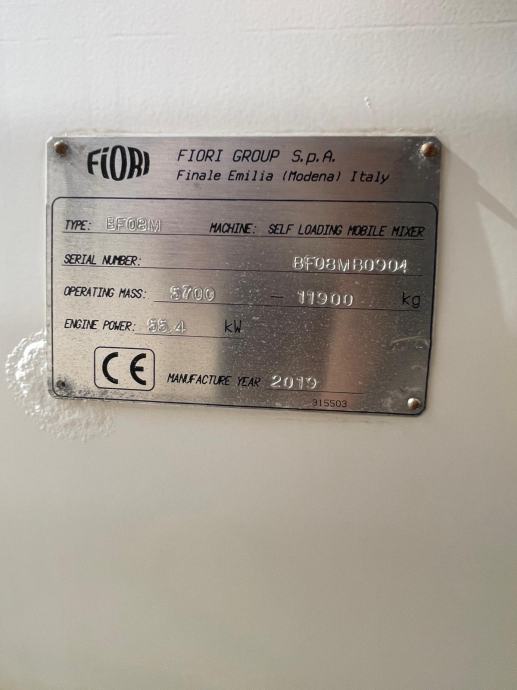 FIORI FIORI GROUP S.p.A.
Finale Emilia (Modena) Italy
TYPE: BF08M MACHINE: SELF LOADING MOBILE MIXER
SERIAL NUMBER: BF08MB0904
OPERATING MASS: 5700 - 11900 kg
ENGINE POWER: 55.4 kW
CE MANUFACTURE YEAR 2019
915503